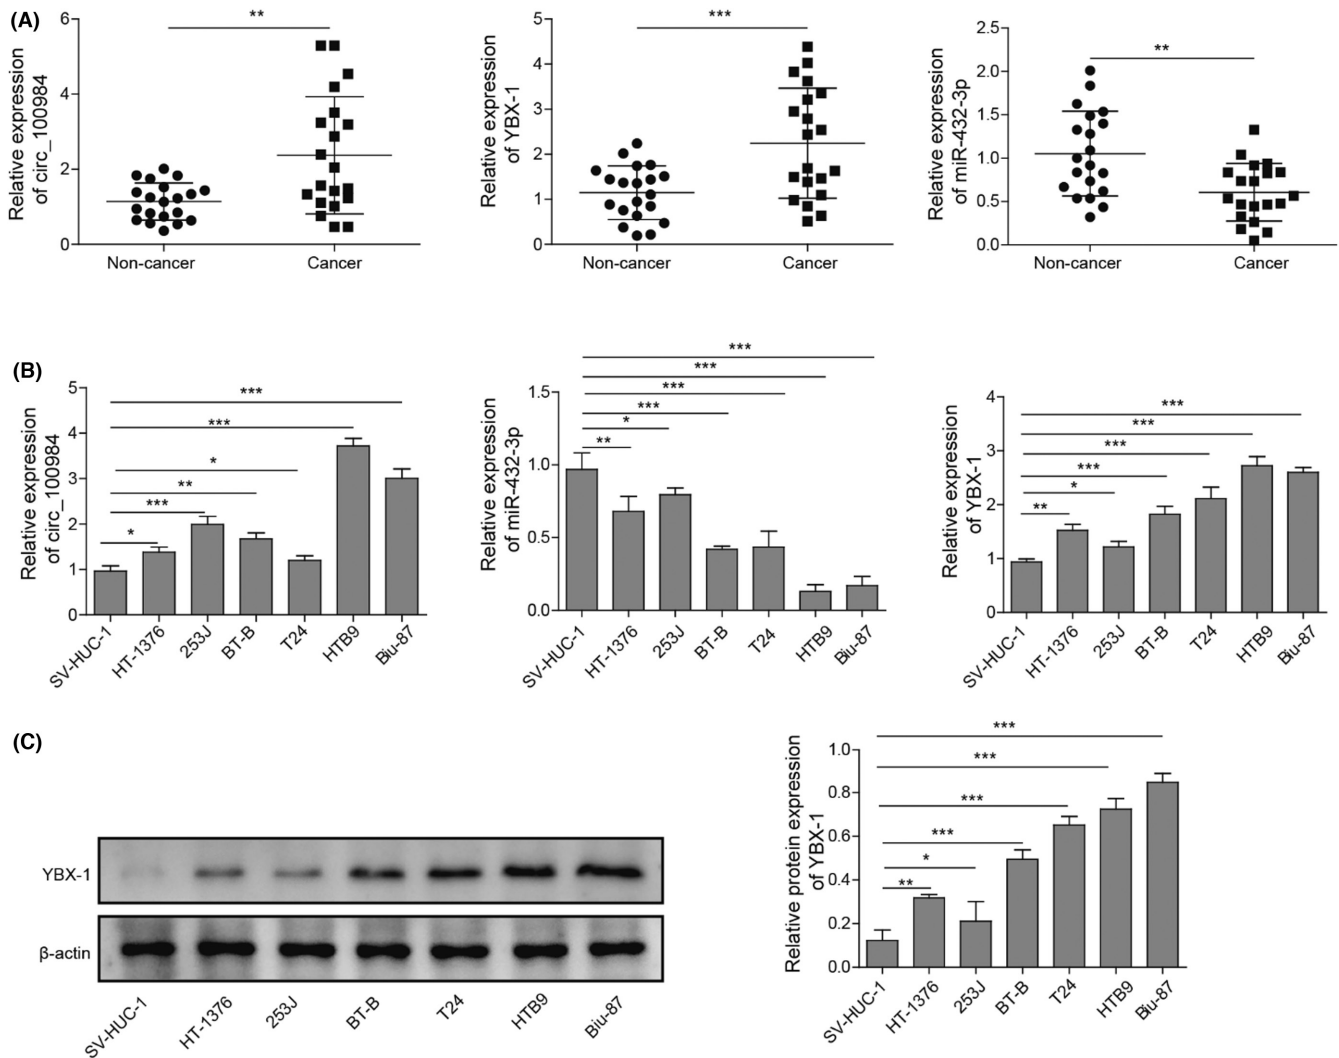 (A)
Relative expression
of circ_100984
6
4
2
0
**
Non-cancer
Cancer
Relative expression
of YBX-1
5
4
3
2
1
0
***
Non-cancer
Cancer
Relative expression
of miR-432-3p
2.5
2.0
1.5
1.0
0.5
0.0
**
Non-cancer
Cancer
(B)
Relative expression
of circ_100984
5
4
3
2
1
0
***
***
*
**
***
*
SV-HUC-1
HT-1376
253J
BT-B
T24
HTB9
Biu-87
Relative expression
of miR-432-3p
1.5
1.0
0.5
0.0
***
***
***
***
*
**
SV-HUC-1
HT-1376
253J
BT-B
T24
HTB9
Biu-87
Relative expression
of YBX-1
4
3
2
1
0
***
***
***
***
*
**
SV-HUC-1
HT-1376
253J
BT-B
T24
HTB9
Biu-87
(C)
YBX-1
β-actin
SV-HUC-1
HT-1376
253J
BT-B
T24
HTB9
Biu-87
Relative protein expression
of YBX-1
1.0
0.8
0.6
0.4
0.2
0.0
***
***
***
***
*
**
SV-HUC-1
HT-1376
253J
BT-B
T24
HTB9
Biu-87